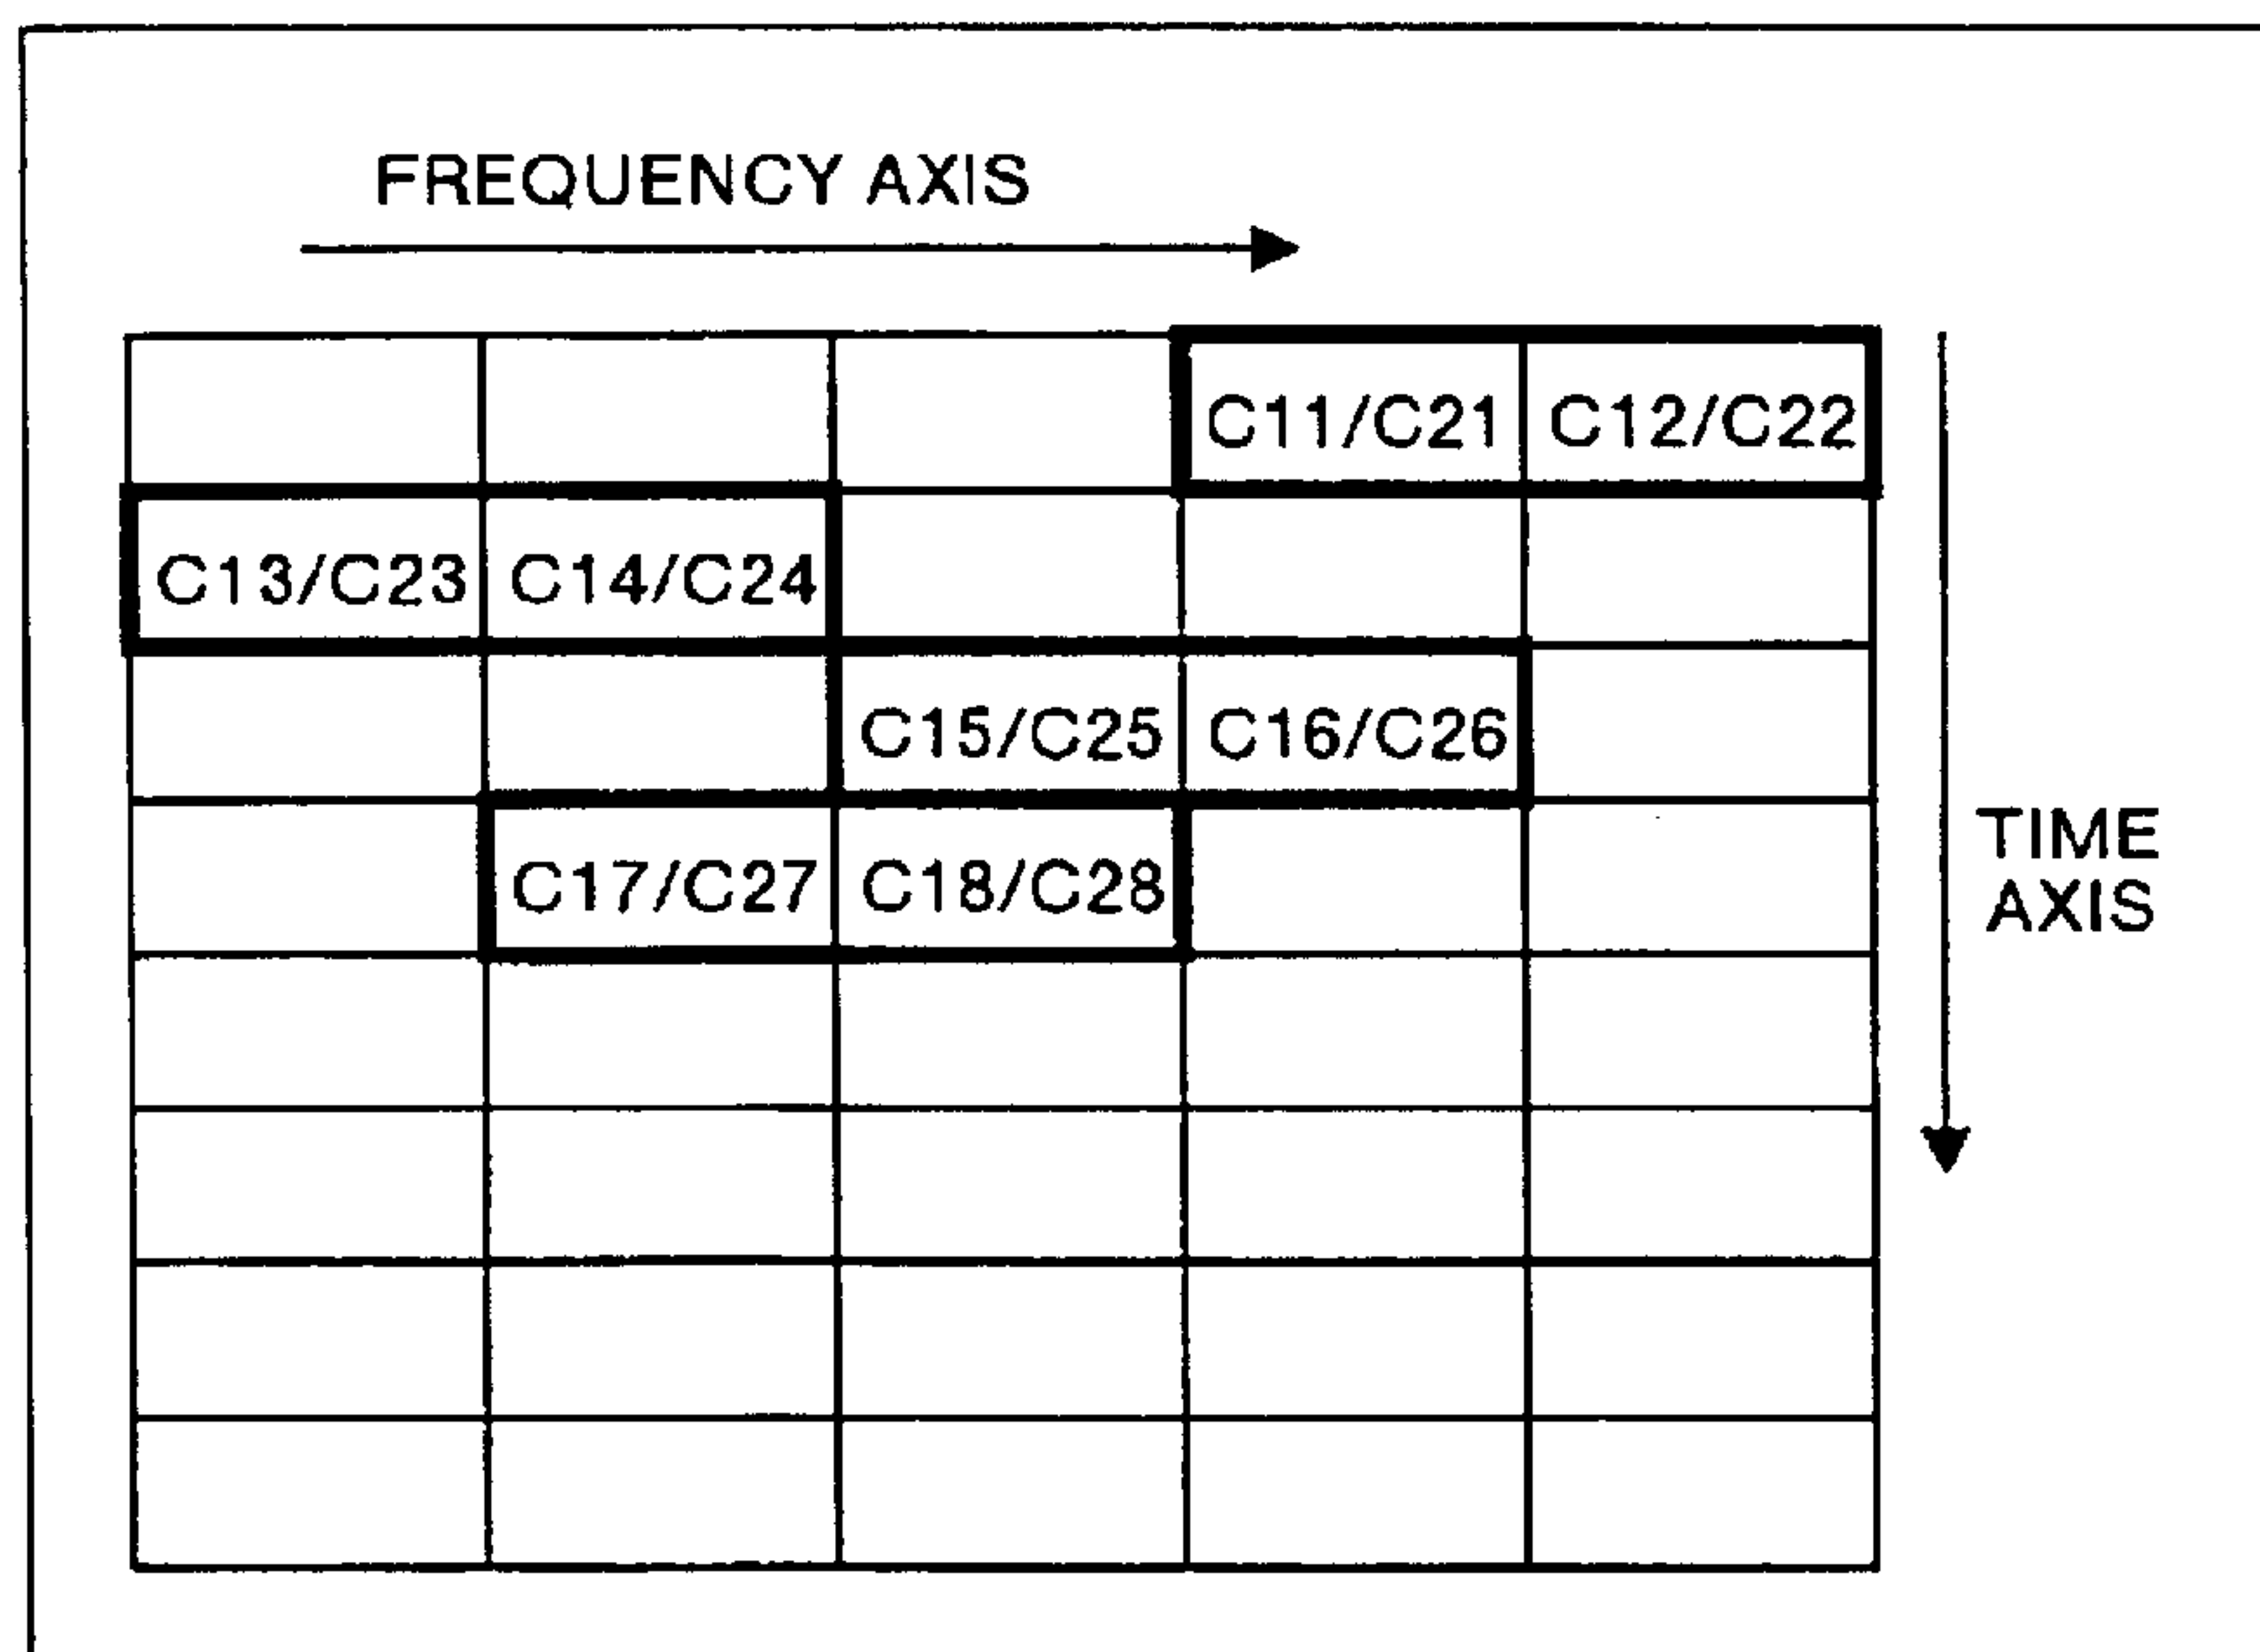 FREQUENCY AXIS
C11/C21 C12/C22
C13/C23 C14/C24
C15/C25 C16/C26
C17/C27 C18/C28
TIME
AXIS